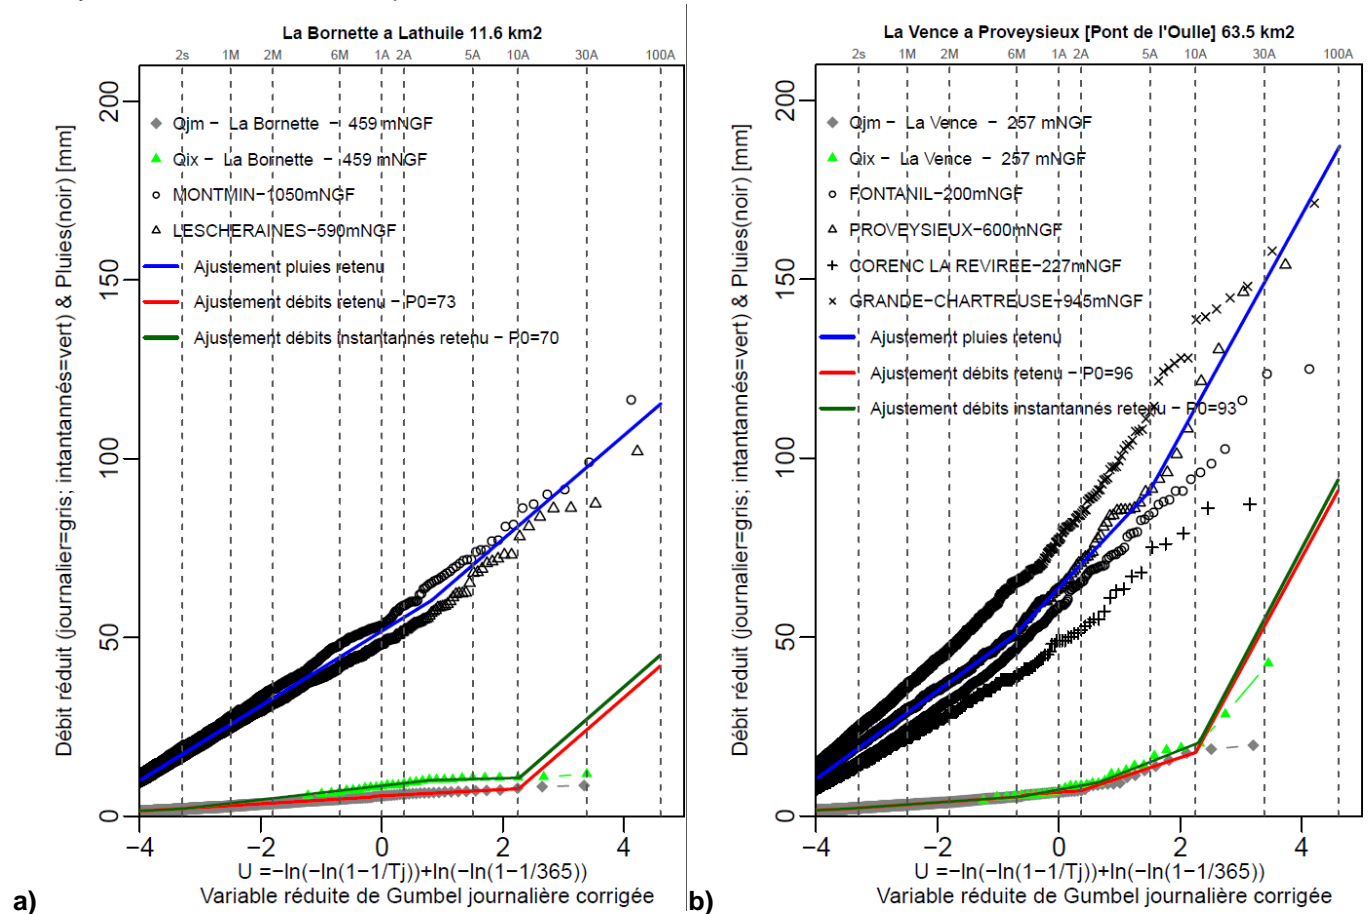 La Bornette a Lathuile 11.6 km2
2s 1M 2M 6M 1A 2A 5A 10A 30A 100A
Débit réduit (journalier=gris; intantannés=vert) & Pluies(noir) [mm]
200
150
100
50
0
Qjm − La Bornette − 459 mNGF
Qix − La Bornette − 459 mNGF
MONTMIN−1050mNGF
LESCHERAINES−590mNGF
Ajustement pluies retenu
Ajustement débits retenu − P0=73
Ajustement débits instantannés retenu − P0=70
−4 −2 0 2 4
U =−ln(−ln(1−1/Tj))+ln(−ln(1−1/365))
Variable réduite de Gumbel journalière corrigée
a)
La Vence a Proveysieux [Pont de l'Oulle] 63.5 km2
2s 1M 2M 6M 1A 2A 5A 10A 30A 100A
Débit réduit (journalier=gris; intantannés=vert) & Pluies(noir) [mm]
200
150
100
50
0
Qjm − La Vence − 257 mNGF
Qix − La Vence − 257 mNGF
FONTANIL−200mNGF
PROVEYSIEUX−600mNGF
CORENC LA REVIREE−227mNGF
GRANDE−CHARTREUSE−945mNGF
Ajustement pluies retenu
Ajustement débits retenu − P0=96
Ajustement débits instantannés retenu − P0=93
−4 −2 0 2 4
U =−ln(−ln(1−1/Tj))+ln(−ln(1−1/365))
Variable réduite de Gumbel journalière corrigée
b)